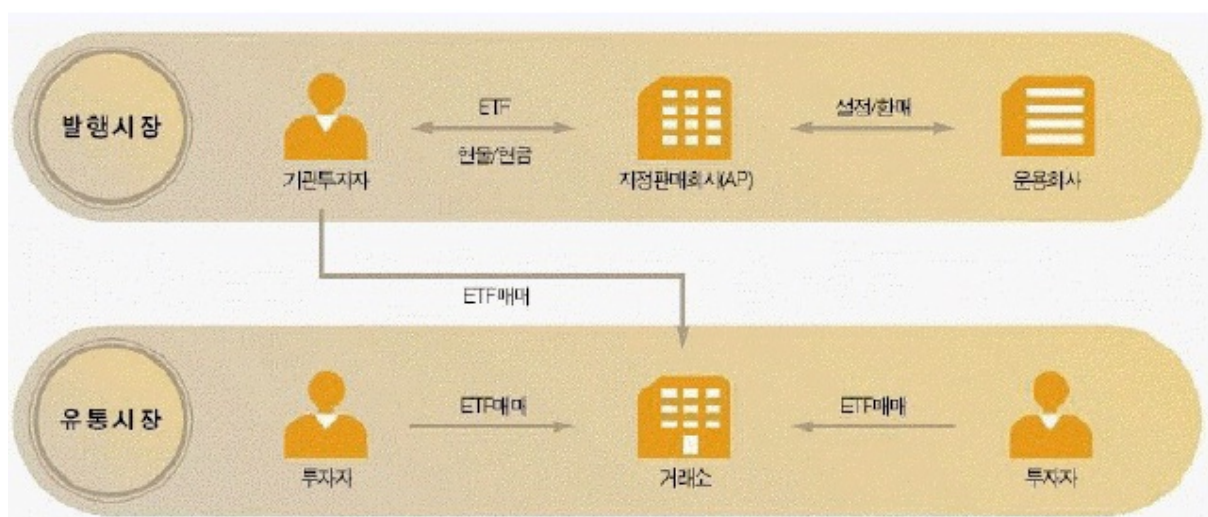 발행시장
기관투자자
ETF
현물/현금
지정판매회사(AP)
설정/환매
운용회사
ETF매매
유통시장
투자자
ETF매매
거래소
ETF매매
투자자